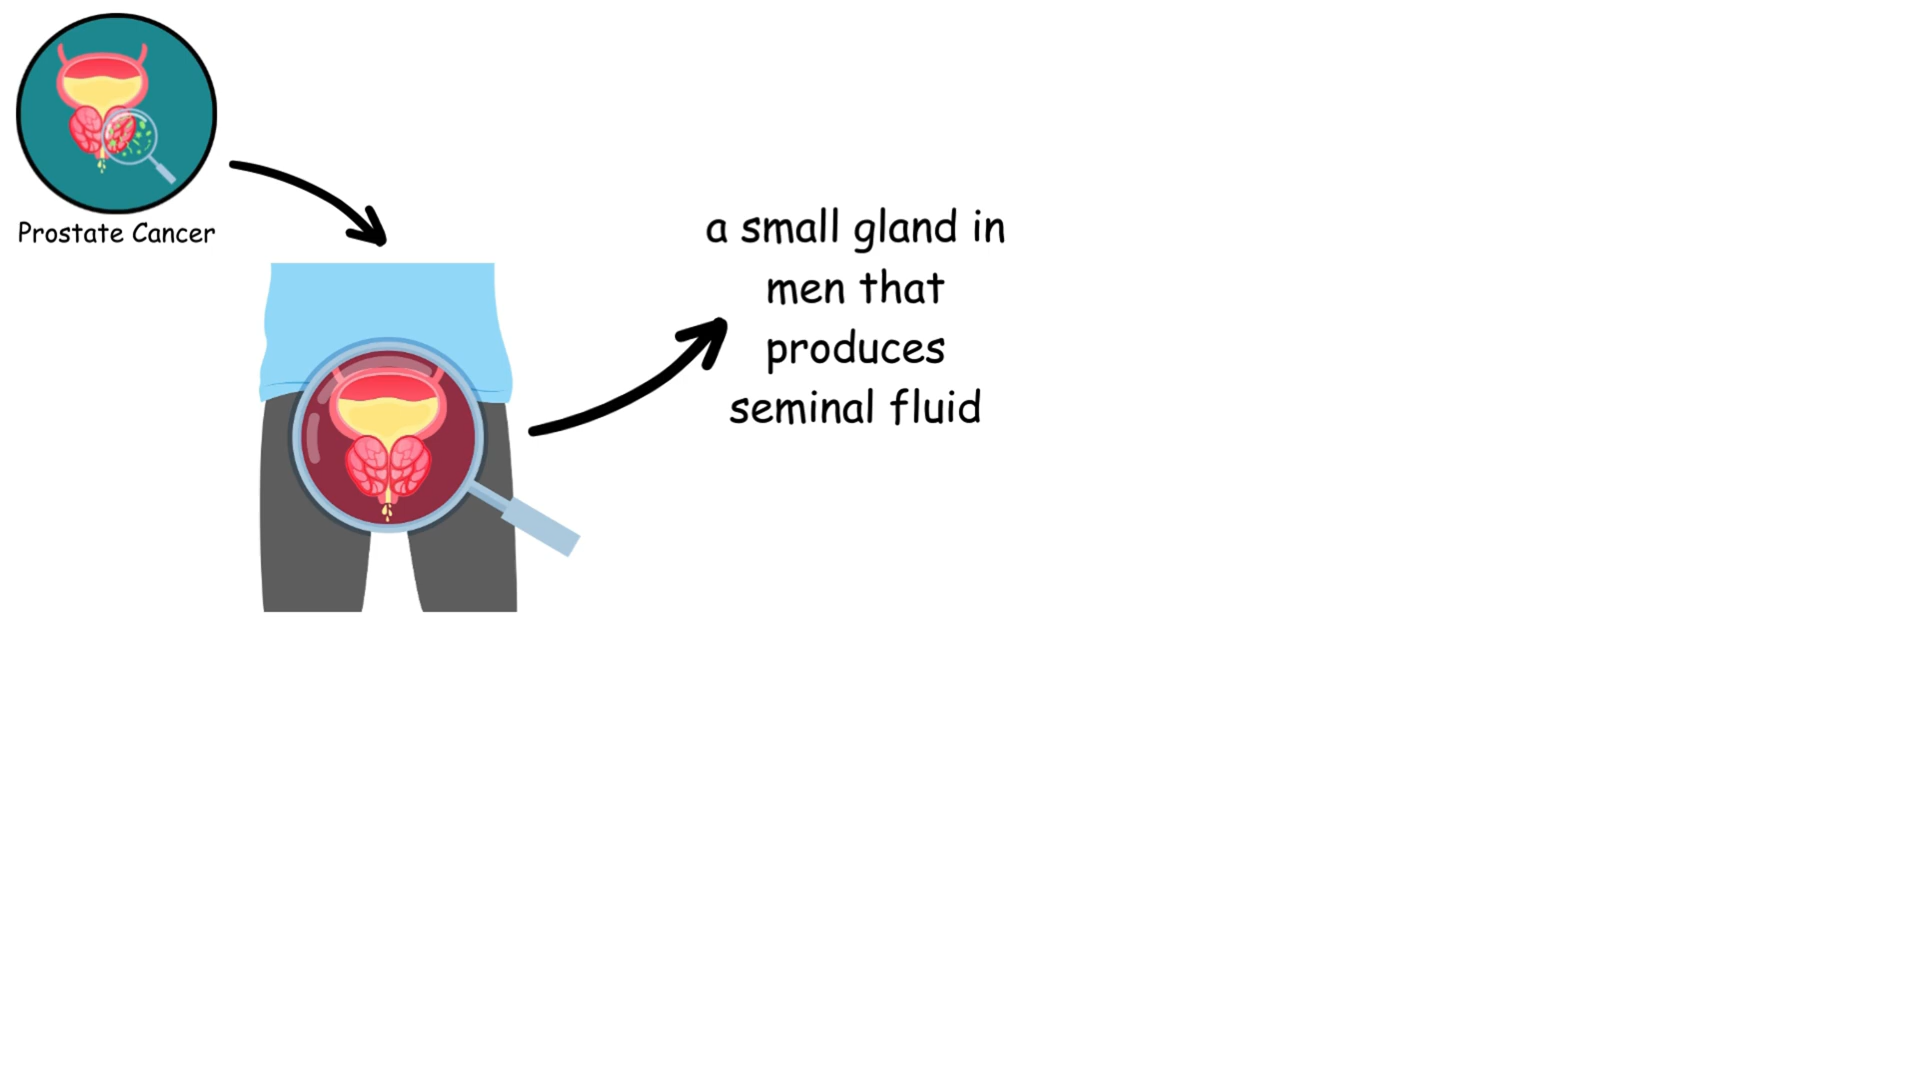 Prostate Cancer
a small gland in
men that
produces
seminal fluid